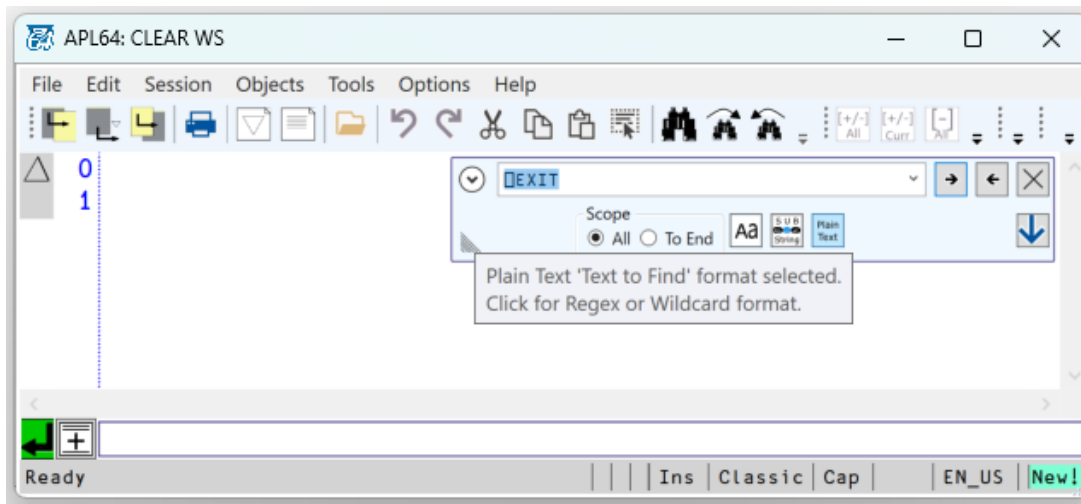 APL64: CLEAR WS
File Edit Session Objects Tools Options Help
[+/-] All [+/-] Curr [-] All
0
⎕EXIT
1
Scope
All To End Aa SUB String Plain Text
Plain Text 'Text to Find' format selected.
Click for Regex or Wildcard format.
Ready Ins Classic Cap EN_US New!